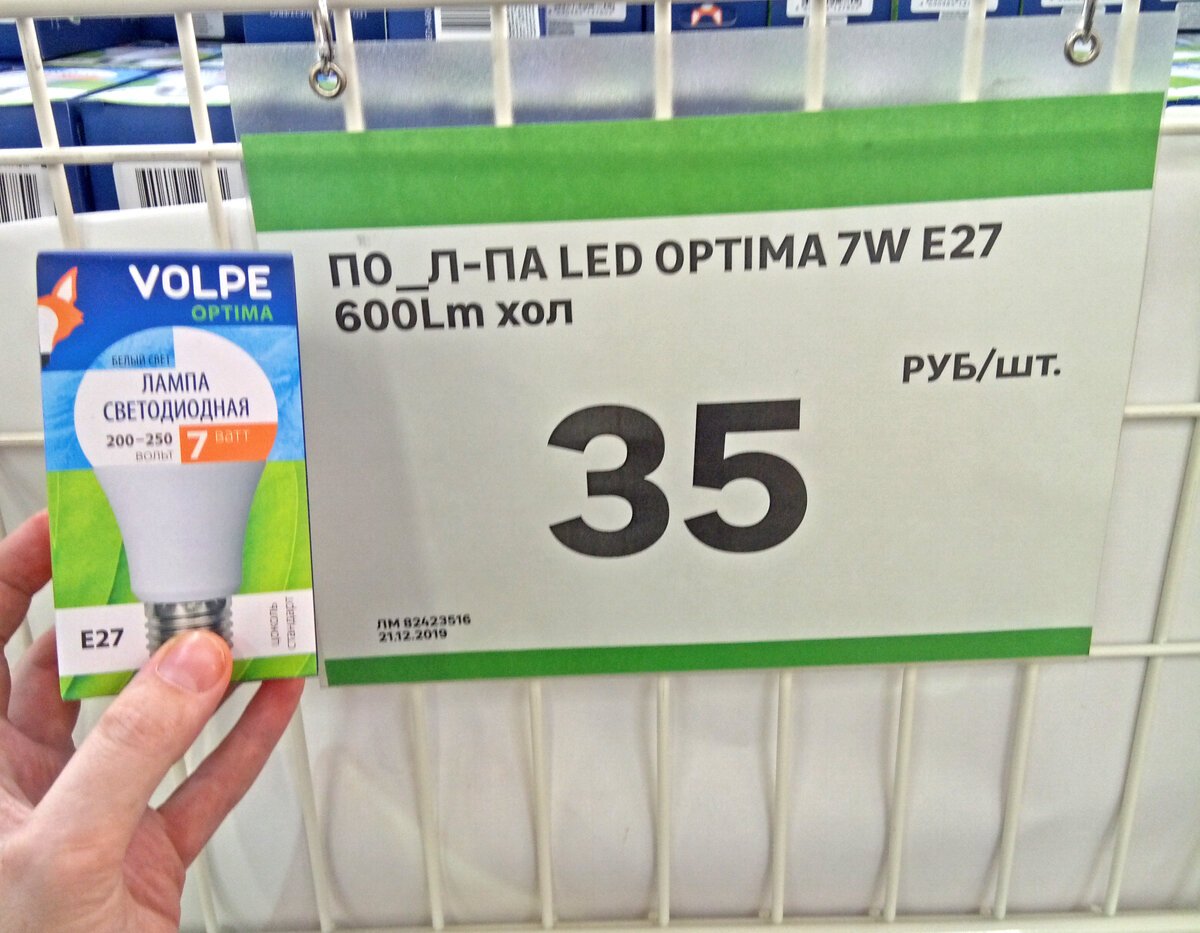 VOLPE
OPTIMA
БЕЛЫЙ СВЕТ
ЛАМПА
СВЕТОДИОДНАЯ
200-250
ВОЛЬТ
7 ватт
E27
цоколь
стандарт
ПО_Л-ПА LED OPTIMA 7W E27
600Lm хол
РУБ/шт.
35
ЛМ 82423516
21.12.2019